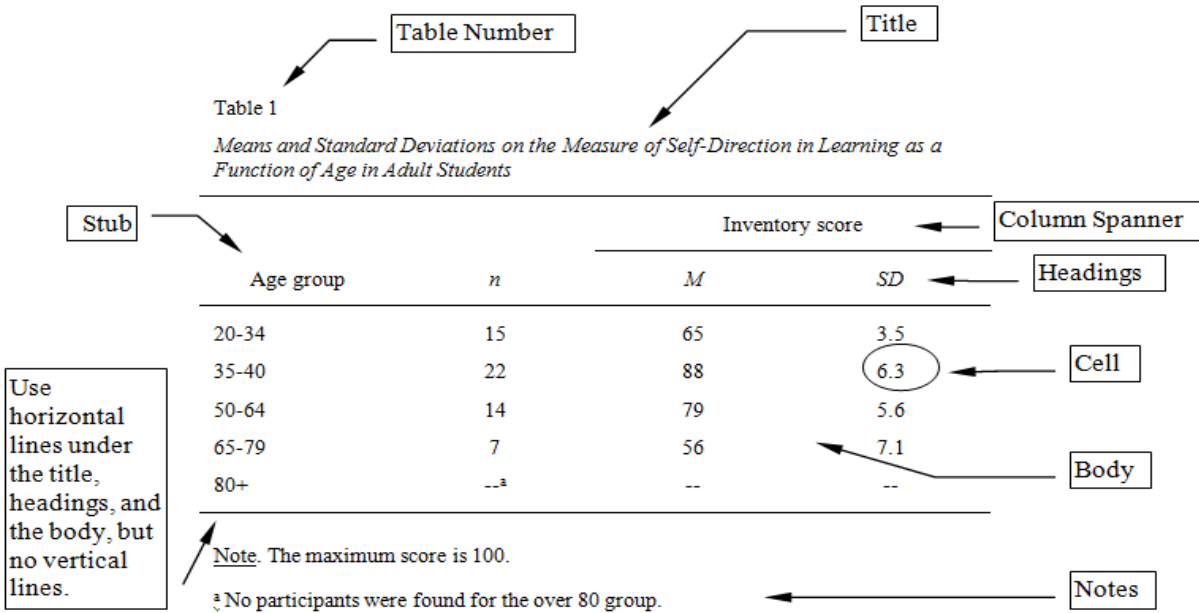 Table Number
Title
Table 1
Means and Standard Deviations on the Measure of Self-Direction in Learning as a
Function of Age in Adult Students
Stub
Inventory score
Column Spanner
Age group n M SD
Headings
20-34 15 65 3.5
35-40 22 88 6.3
Cell
50-64 14 79 5.6
65-79 7 56 7.1
Body
80+ --ª -- --
Use
horizontal
lines under
the title,
headings, and
the body, but
no vertical
lines.
Note. The maximum score is 100.
ª No participants were found for the over 80 group.
Notes